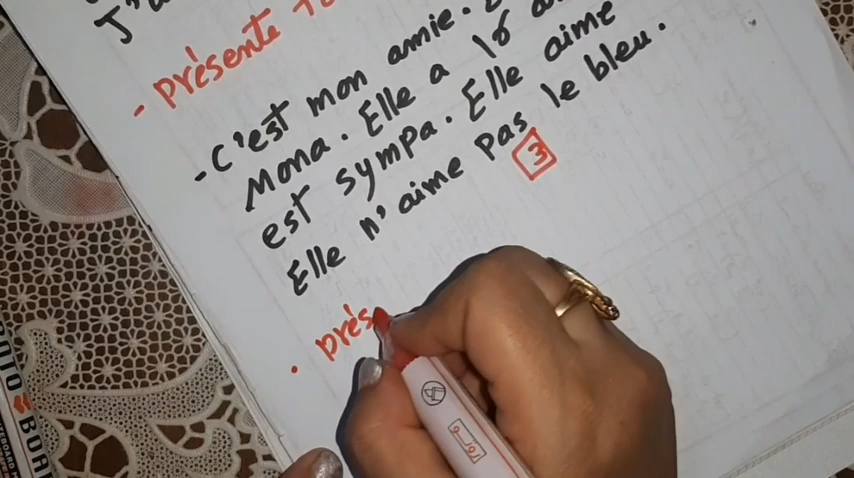 J'a
- présente
- c'est mon amie.
Mona. Elle a 18
est sympa. Elle aime
Elle n'aime pas le bleu.
3
. prés